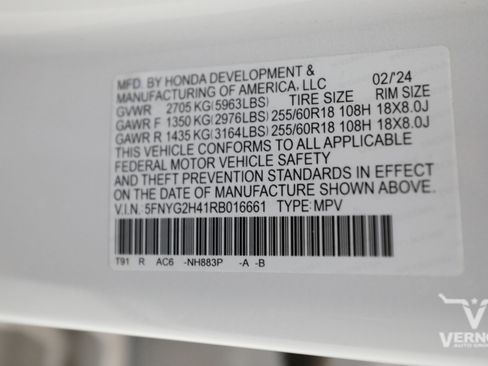 MFD. BY HONDA DEVELOPMENT &
MANUFACTURING OF AMERICA, LLC 02/'24
GVWR 2705 KG(5963LBS) TIRE SIZE RIM SIZE
GAWR F 1350 KG(2976LBS) 255/60R18 108H 18X8.0J
GAWR R 1435 KG(3164LBS) 255/60R18 108H 18X8.0J
THIS VEHICLE CONFORMS TO ALL APPLICABLE
FEDERAL MOTOR VEHICLE SAFETY
AND THEFT PREVENTION STANDARDS IN EFFECT
ON THE DATE OF MANUFACTURE SHOWN ABOVE.
V.I.N. 5FNYG2H41RB016661 TYPE: MPV
T91 R AC6 -NH883P -A -B
AUTO GROUP